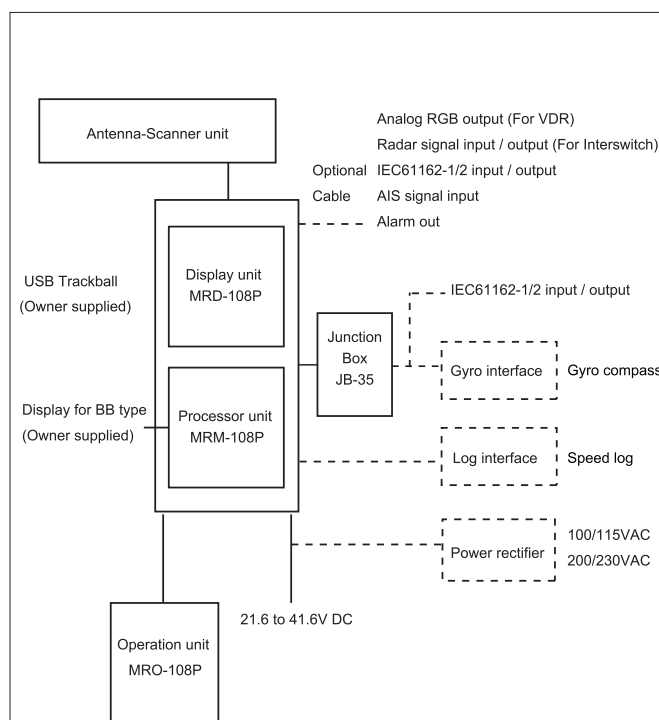 Antenna-Scanner unit
Analog RGB output (For VDR)
Radar signal input / output (For Interswitch)
Optional IEC61162-1/2 input / output
Cable AIS signal input
Alarm out
USB Trackball
(Owner supplied)
Display unit
MRD-108P
IEC61162-1/2 input / output
Junction
Box
JB-35
Gyro interface
Gyro compass
Display for BB type
(Owner supplied)
Processor unit
MRM-108P
Log interface
Speed log
Power rectifier
100/115VAC
200/230VAC
21.6 to 41.6V DC
Operation unit
MRO-108P